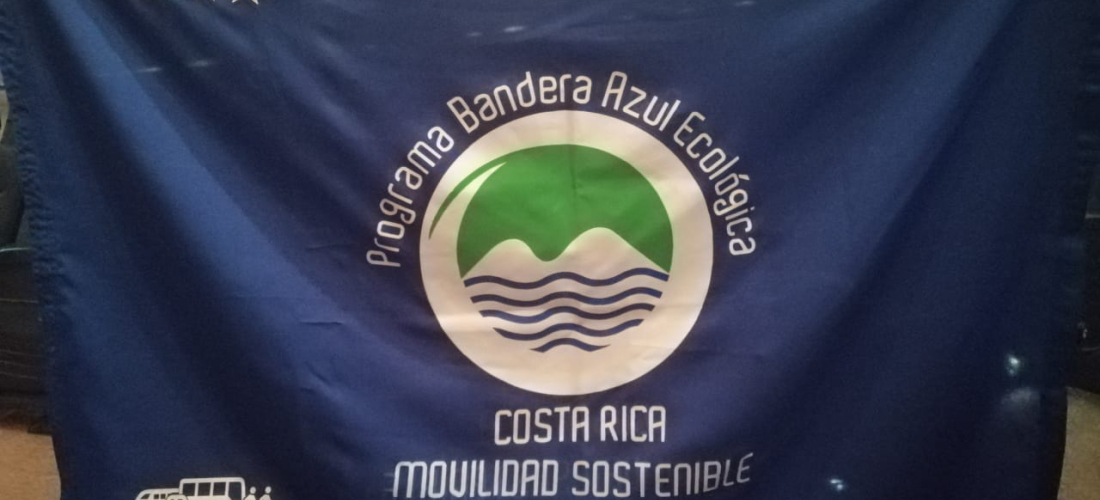 Programa Bandera Azul Ecológica
COSTA RICA
MOVILIDAD SOSTENIBLE